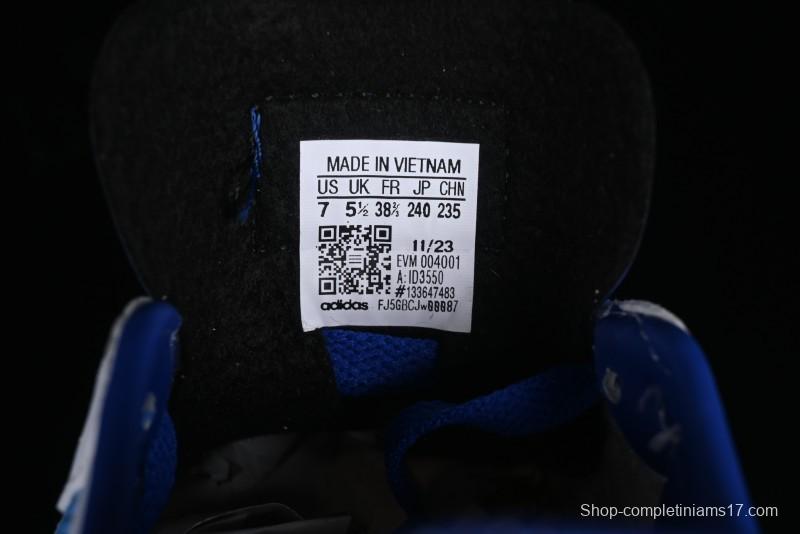 MADE IN VIETNAM
US UK FR JP CHN
7 5½ 38⅔ 240 235
11/23
EVM 004001
A: ID3550
#133647483
adidas FJ5GBCJw00087
Shop-completiniams17.com